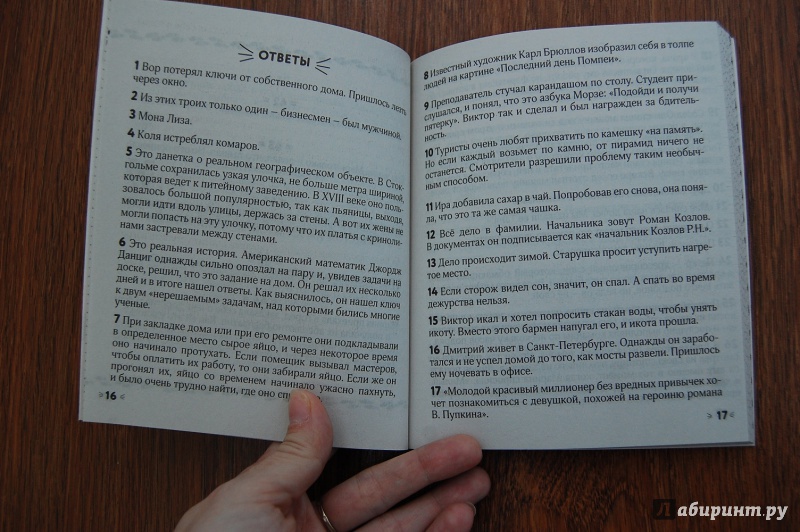 ОТВЕТЫ
1 Вор потерял ключи от собственного дома. Пришлось лезть
через окно.
2 Из этих троих только один – бизнесмен – был мужчиной.
3 Мона Лиза.
4 Коля истреблял комаров.
5 Это данетка о реальном географическом объекте. В Сток-
гольме сохранилась узкая улочка, не больше метра шириной,
которая ведет к питейному заведению. В XVIII веке оно поль-
зовалось большой популярностью, так как пьяницы, выходя,
могли идти вдоль улицы, держась за стены. А вот их жены не
могли попасть на эту улочку, потому что их платья с криноли-
нами застревали между стенами.
6 Это реальная история. Американский математик Джордж
Данциг однажды сильно опоздал на пару и, увидев задачи на
доске, решил, что это задание на дом. Он решал их несколько
дней и в итоге нашел ответы. Как выяснилось, он нашел ключ
к двум «нерешаемым» задачам, над которыми бились многие
ученые.
7 При закладке дома или при его ремонте они подкладывали
в определенное место сырое яйцо, и через некоторое время
оно начинало протухать. Если помещик вызывал мастеров,
чтобы оплатить их работу, то они забирали яйцо. Если же он
прогонял их, яйцо со временем начинало ужасно пахнуть,
и было очень трудно найти, где оно
16
8 Известный художник Карл Брюллов изобразил себя в толпе
людей на картине «Последний день Помпеи».
9 Преподаватель стучал карандашом по столу. Студент при-
слушался, и понял, что это азбука Морзе: «Подойди и получи
пятерку». Виктор так и сделал и был награжден за бдитель-
ность.
10 Туристы очень любят прихватить по камешку «на память».
Но если каждый возьмет по камню, от пирамид ничего не
останется. Смотрители разрешили проблему таким необыч-
ным способом.
11 Ира добавила сахар в чай. Попробовав его снова, она поня-
ла, что это та же самая чашка.
12 Всё дело в фамилии. Начальника зовут Роман Козлов.
В документах он подписывается как «начальник Козлов Р.Н.».
13 Дело происходит зимой. Старушка просит уступить нагре-
тое место.
14 Если сторож видел сон, значит, он спал. А спать во время
дежурства нельзя.
15 Виктор икал и хотел попросить стакан воды, чтобы унять
икоту. Вместо этого бармен напугал его, и икота прошла.
16 Дмитрий живет в Санкт-Петербурге. Однажды он зарабо-
тался и не успел домой до того, как мосты развели. Пришлось
ему ночевать в офисе.
17 «Молодой красивый миллионер без вредных привычек хо-
чет познакомиться с девушкой, похожей на героиню романа
В. Пупкина».
17
Лабиринт.ру